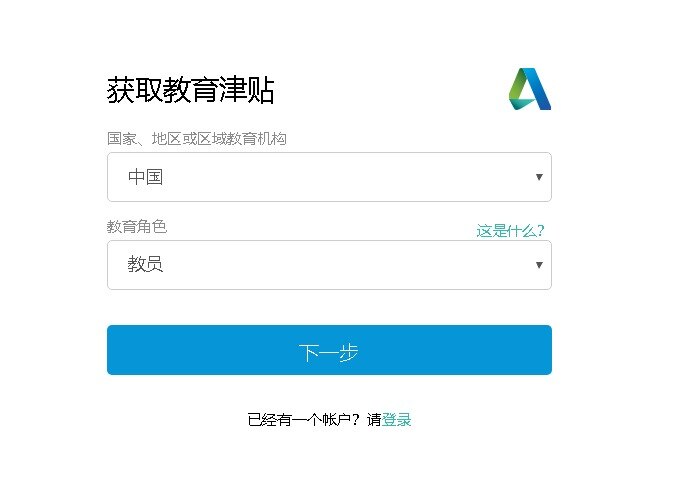 获取教育津贴
国家、地区或区域教育机构
中国
教育角色
这是什么?
教员
下一步
已经有一个帐户? 请登录